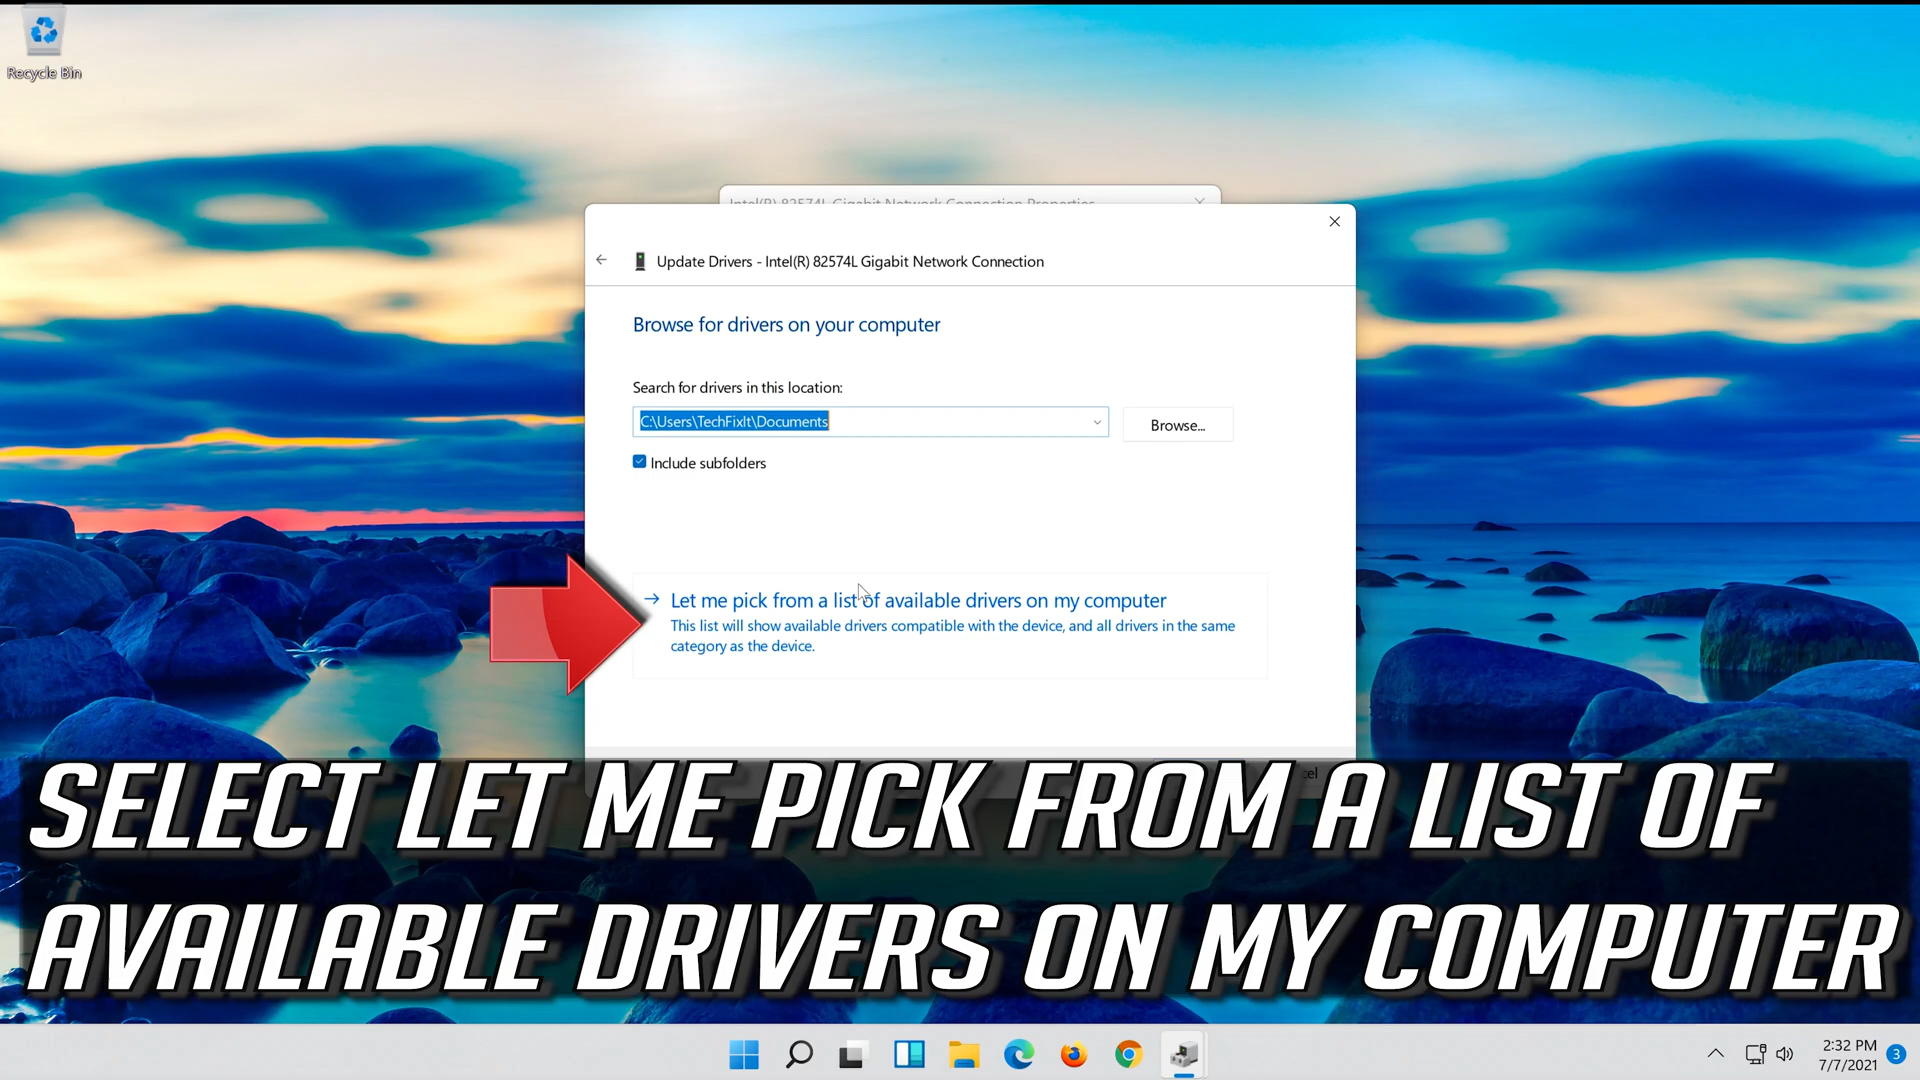 Recycle Bin
Intel(R) 82574L Gigabit Network Connection Properties
Update Drivers - Intel(R) 82574L Gigabit Network Connection
Browse for drivers on your computer
Search for drivers in this location:
C:\Users\TechFixIt\Documents
Browse...
Include subfolders
Let me pick from a list of available drivers on my computer
This list will show available drivers compatible with the device, and all drivers in the same
category as the device.
SELECT LET ME PICK FROM A LIST OF
AVAILABLE DRIVERS ON MY COMPUTER
2:32 PM
7/7/2021
3